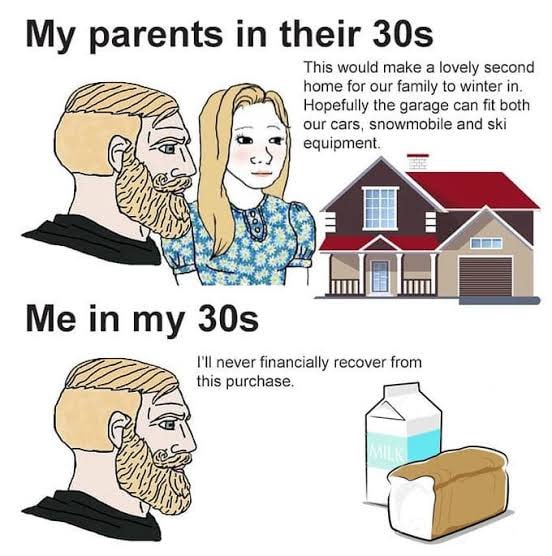 My parents in their 30s
This would make a lovely second
home for our family to winter in.
Hopefully the garage can fit both
our cars, snowmobile and ski
equipment.
Me in my 30s
I'll never financially recover from
this purchase.
MILK